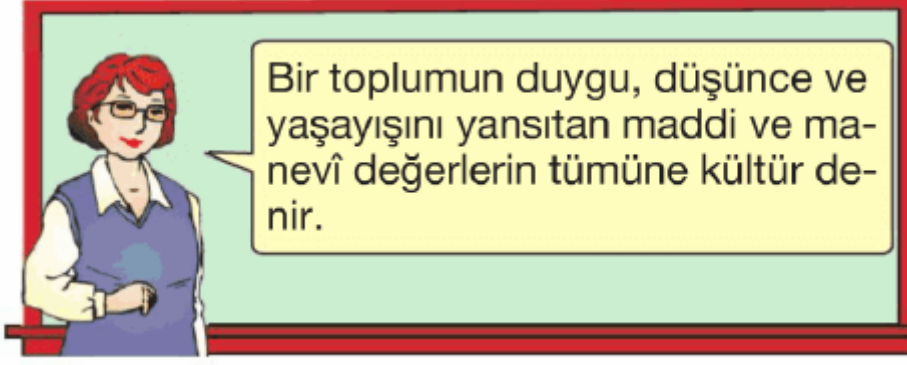 Bir toplumun duygu, düşünce ve
yaşayışını yansıtan maddi ve ma-
nevî değerlerin tümüne kültür de-
nir.